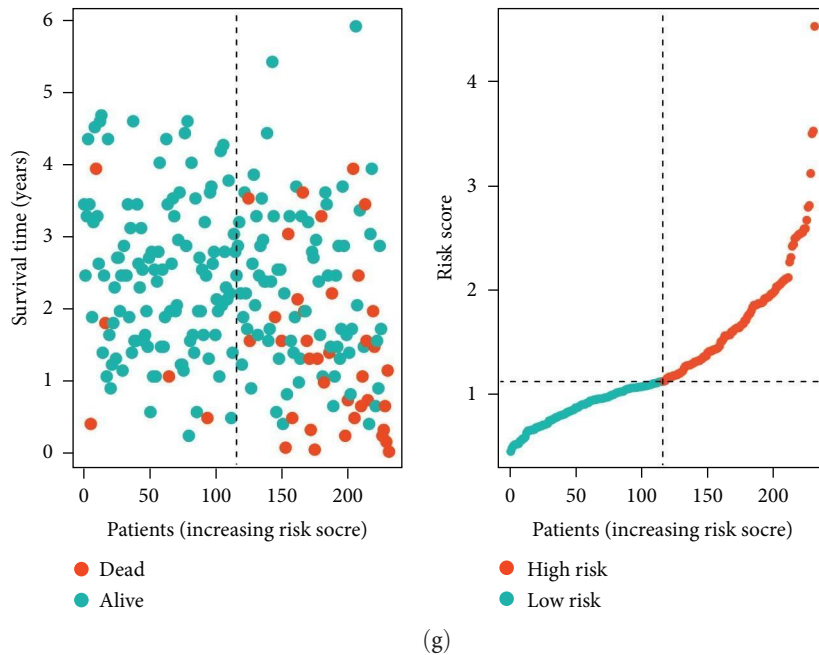 6
5
4
3
2
1
0
Survival time (years)
0 50 100 150 200
Patients (increasing risk socre)
Dead
Alive
4
3
2
1
Risk score
0 50 100 150 200
Patients (increasing risk socre)
High risk
Low risk
(g)